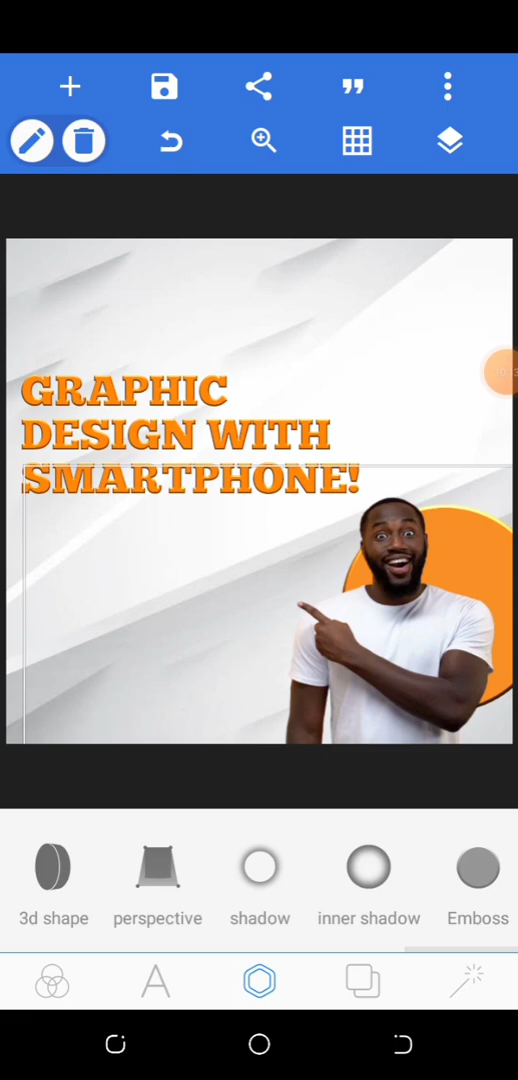 GRAPHIC
DESIGN WITH
SMARTPHONE!
3d shape
perspective
shadow
inner shadow
Emboss